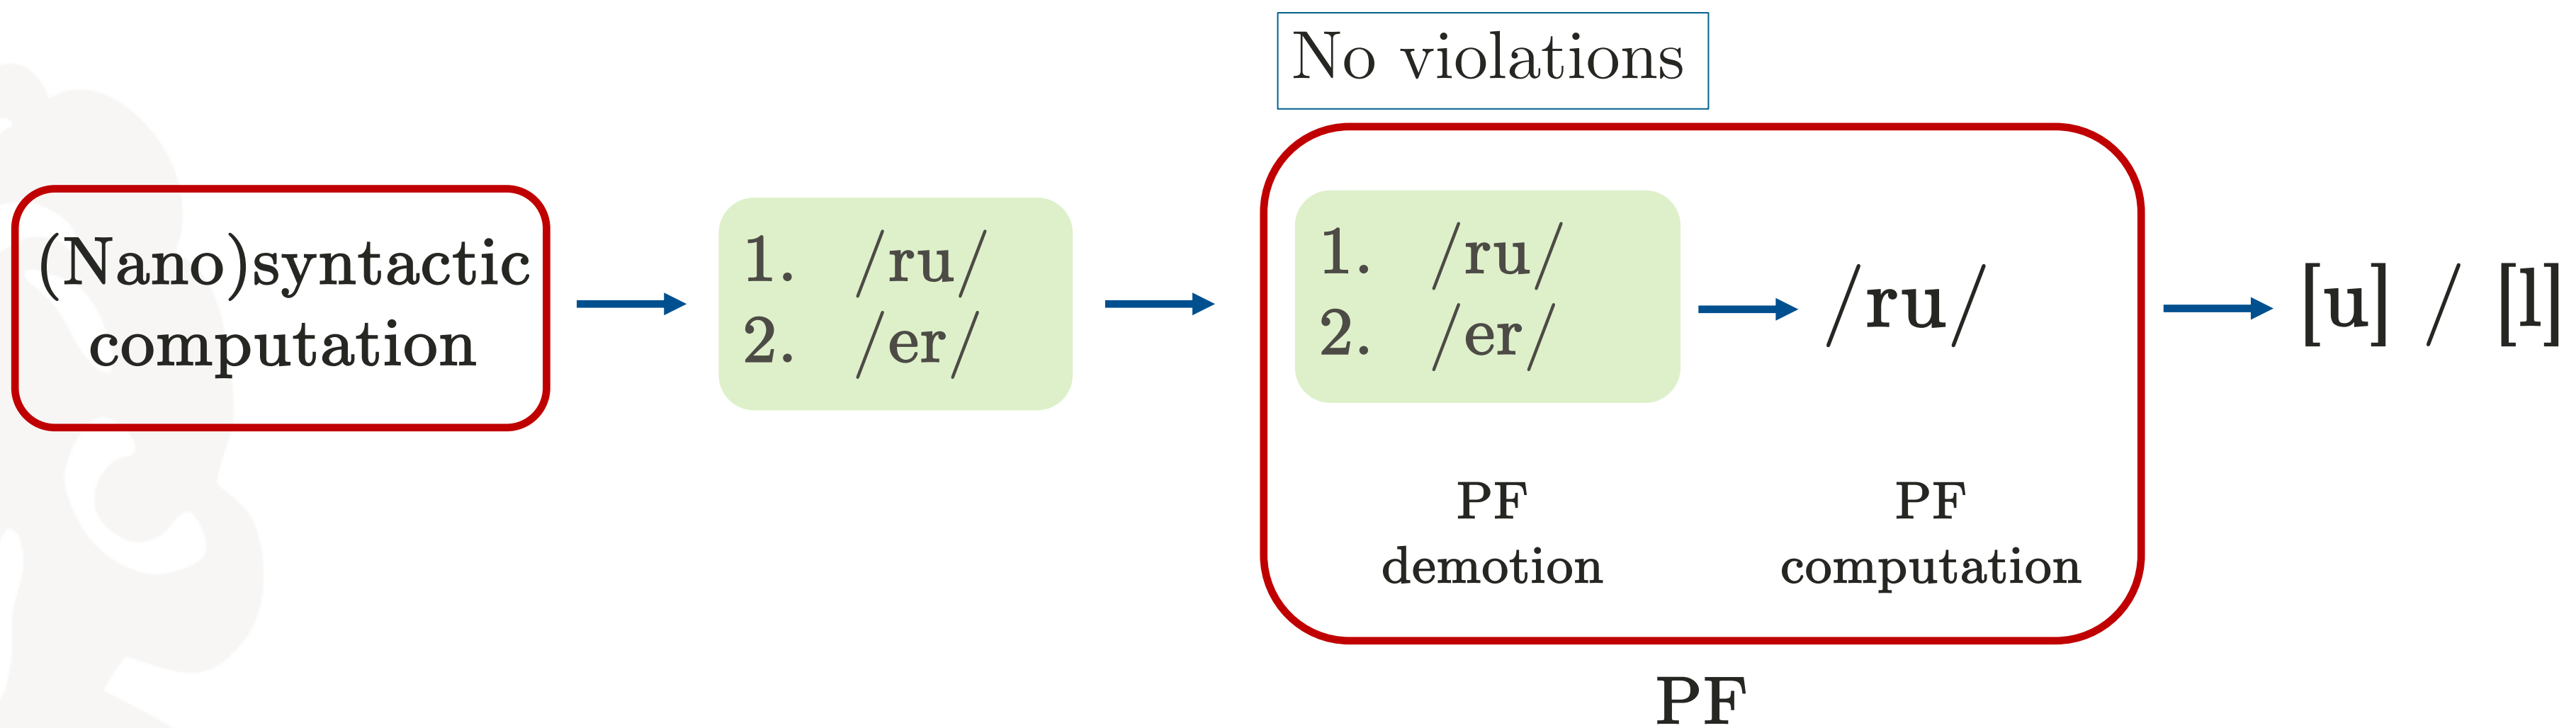 No violations
(Nano)syntactic
computation
1. /ru/
2. /er/
1. /ru/
2. /er/
/ru/
[u] / [l]
PF
demotion
PF
computation
PF